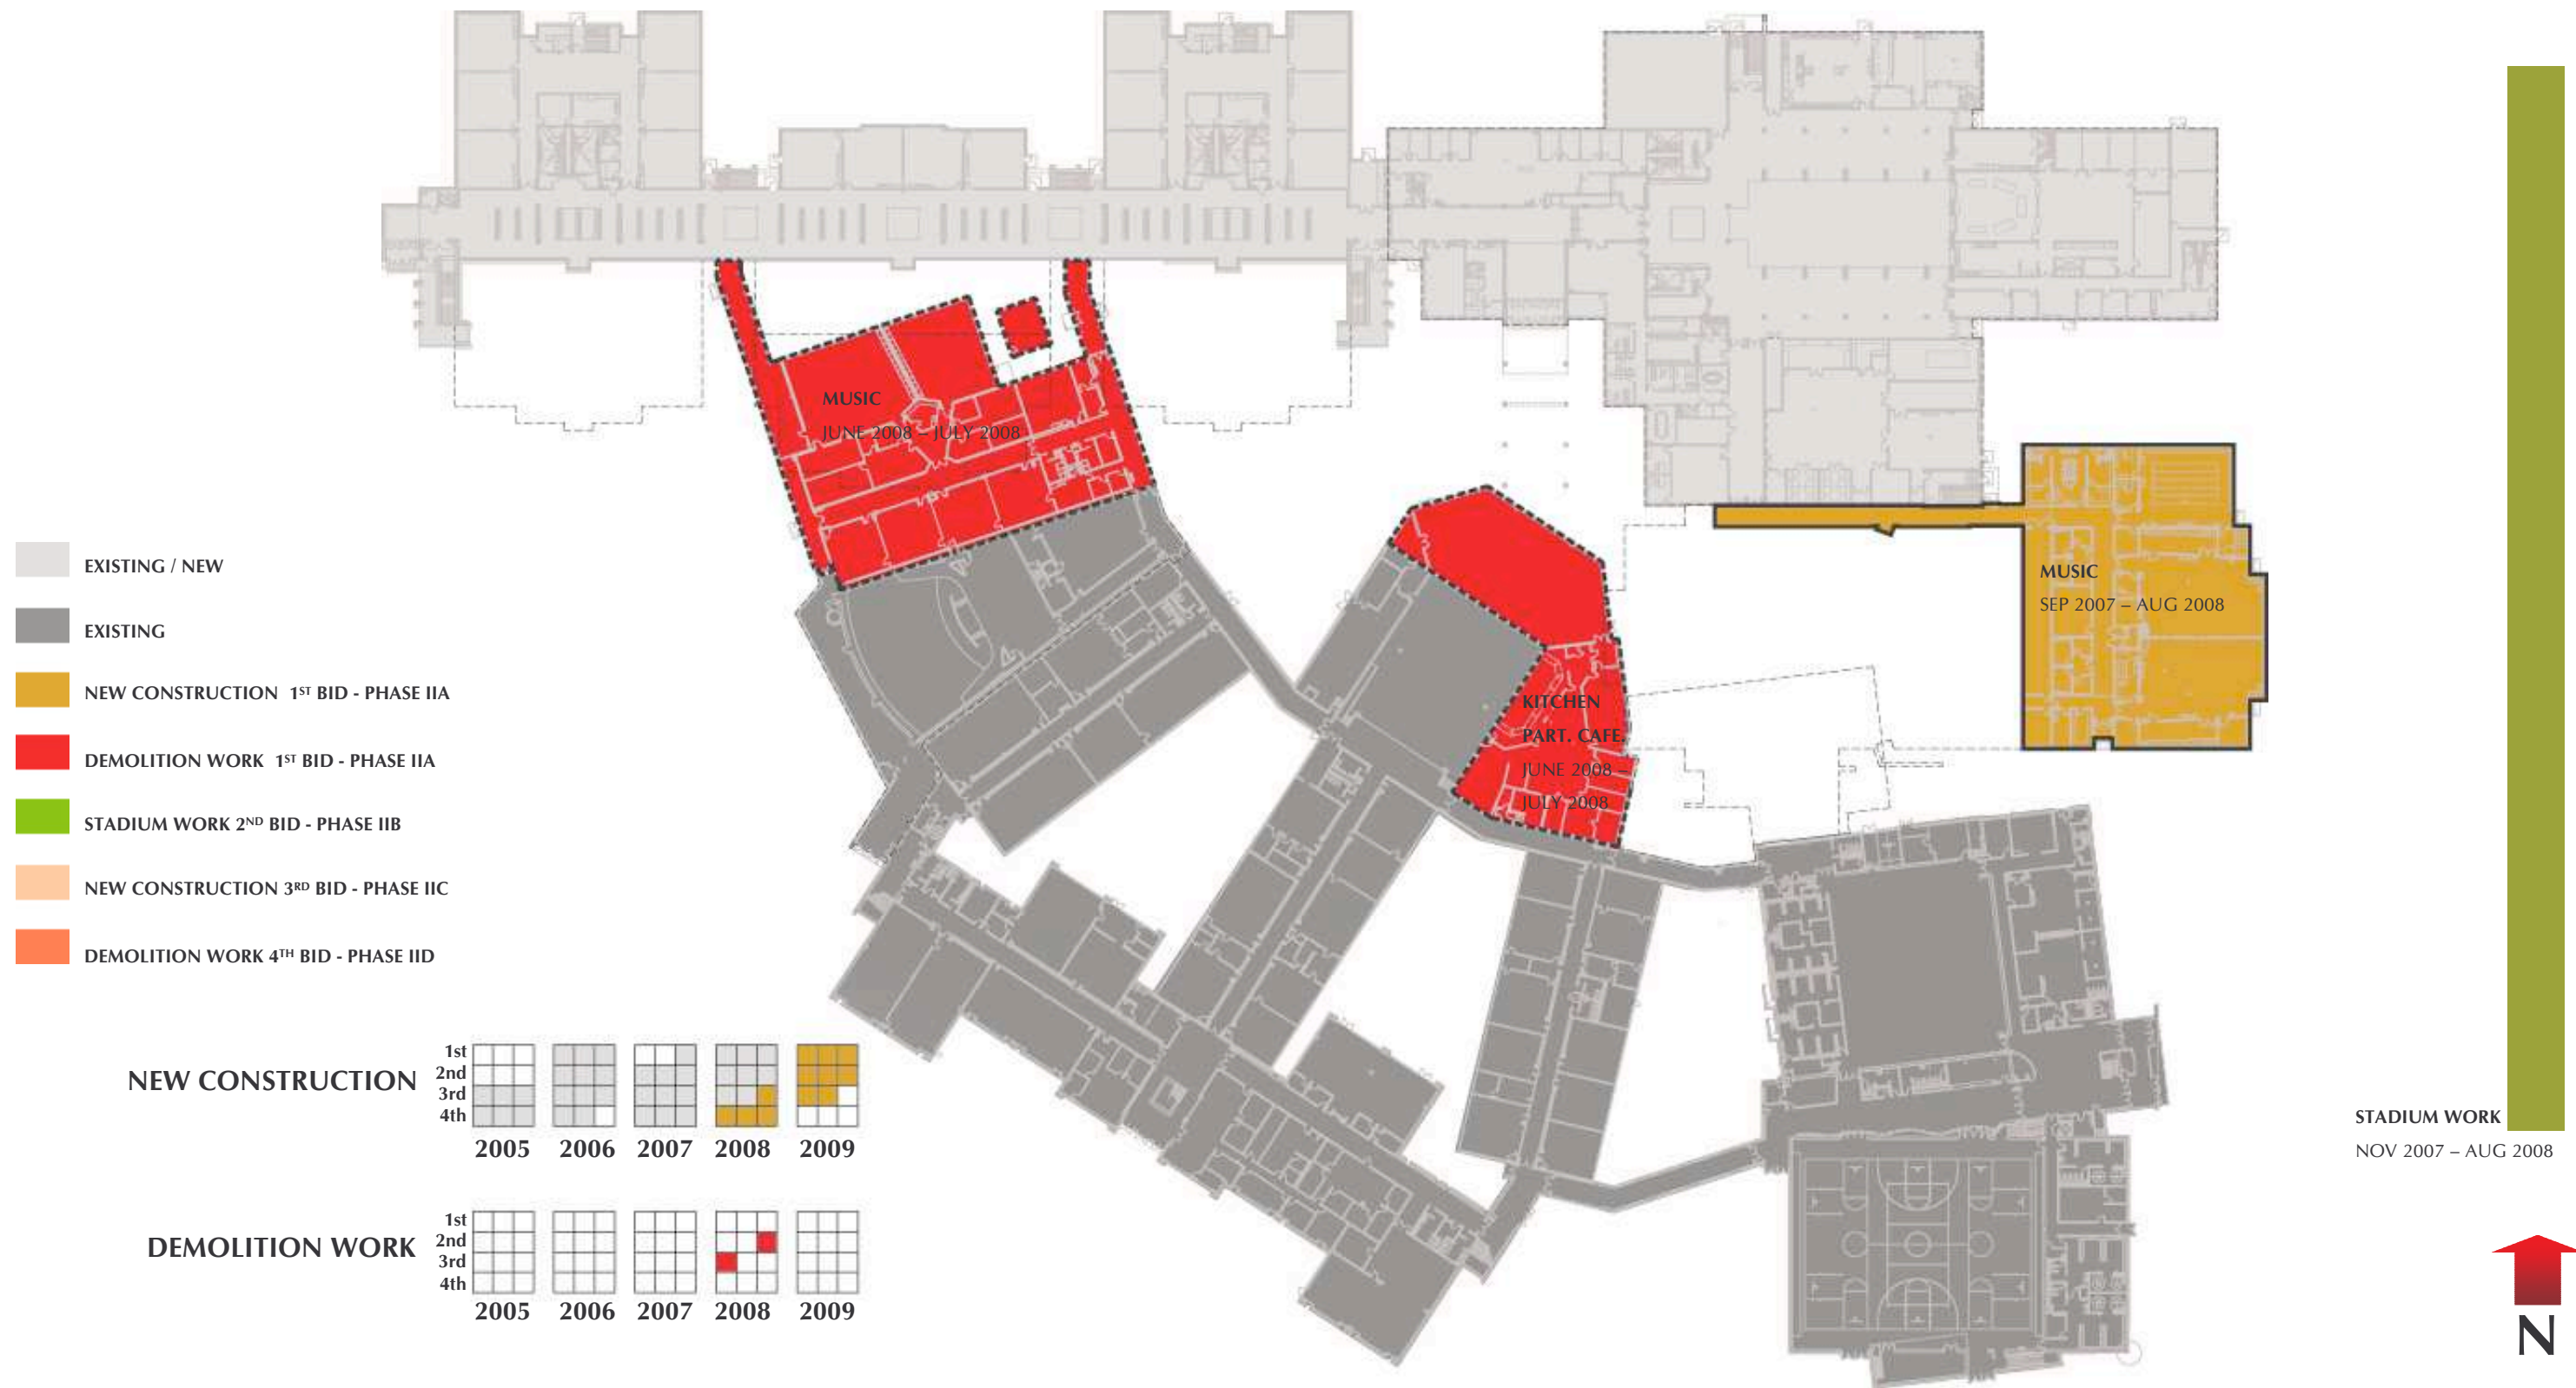 MUSIC
JUNE 2008 – JULY 2008
EXISTING / NEW
EXISTING
NEW CONSTRUCTION 1ST BID - PHASE IIA
DEMOLITION WORK 1ST BID - PHASE IIA
STADIUM WORK 2ND BID - PHASE IIB
NEW CONSTRUCTION 3RD BID - PHASE IIC
DEMOLITION WORK 4TH BID - PHASE IID
MUSIC
SEP 2007 – AUG 2008
KITCHEN
PART. CAFE.
JUNE 2008 –
JULY 2008
NEW CONSTRUCTION
1st
2nd
3rd
4th
2005 2006 2007 2008 2009
DEMOLITION WORK
1st
2nd
3rd
4th
2005 2006 2007 2008 2009
STADIUM WORK
NOV 2007 – AUG 2008
N